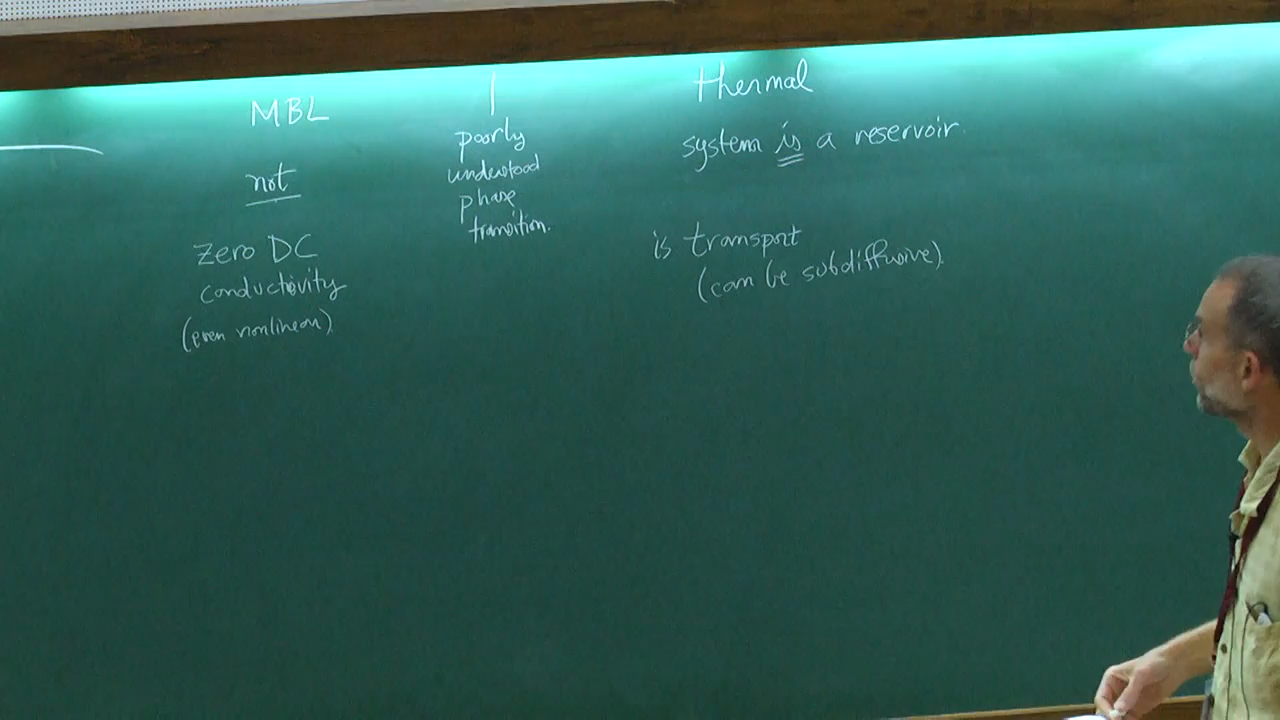 MBL
not
zero DC
conductivity
(even nonlinear)
poorly
understood
phase
transition.
thermal
system is a reservoir.
is transport
(can be subdiffusive).